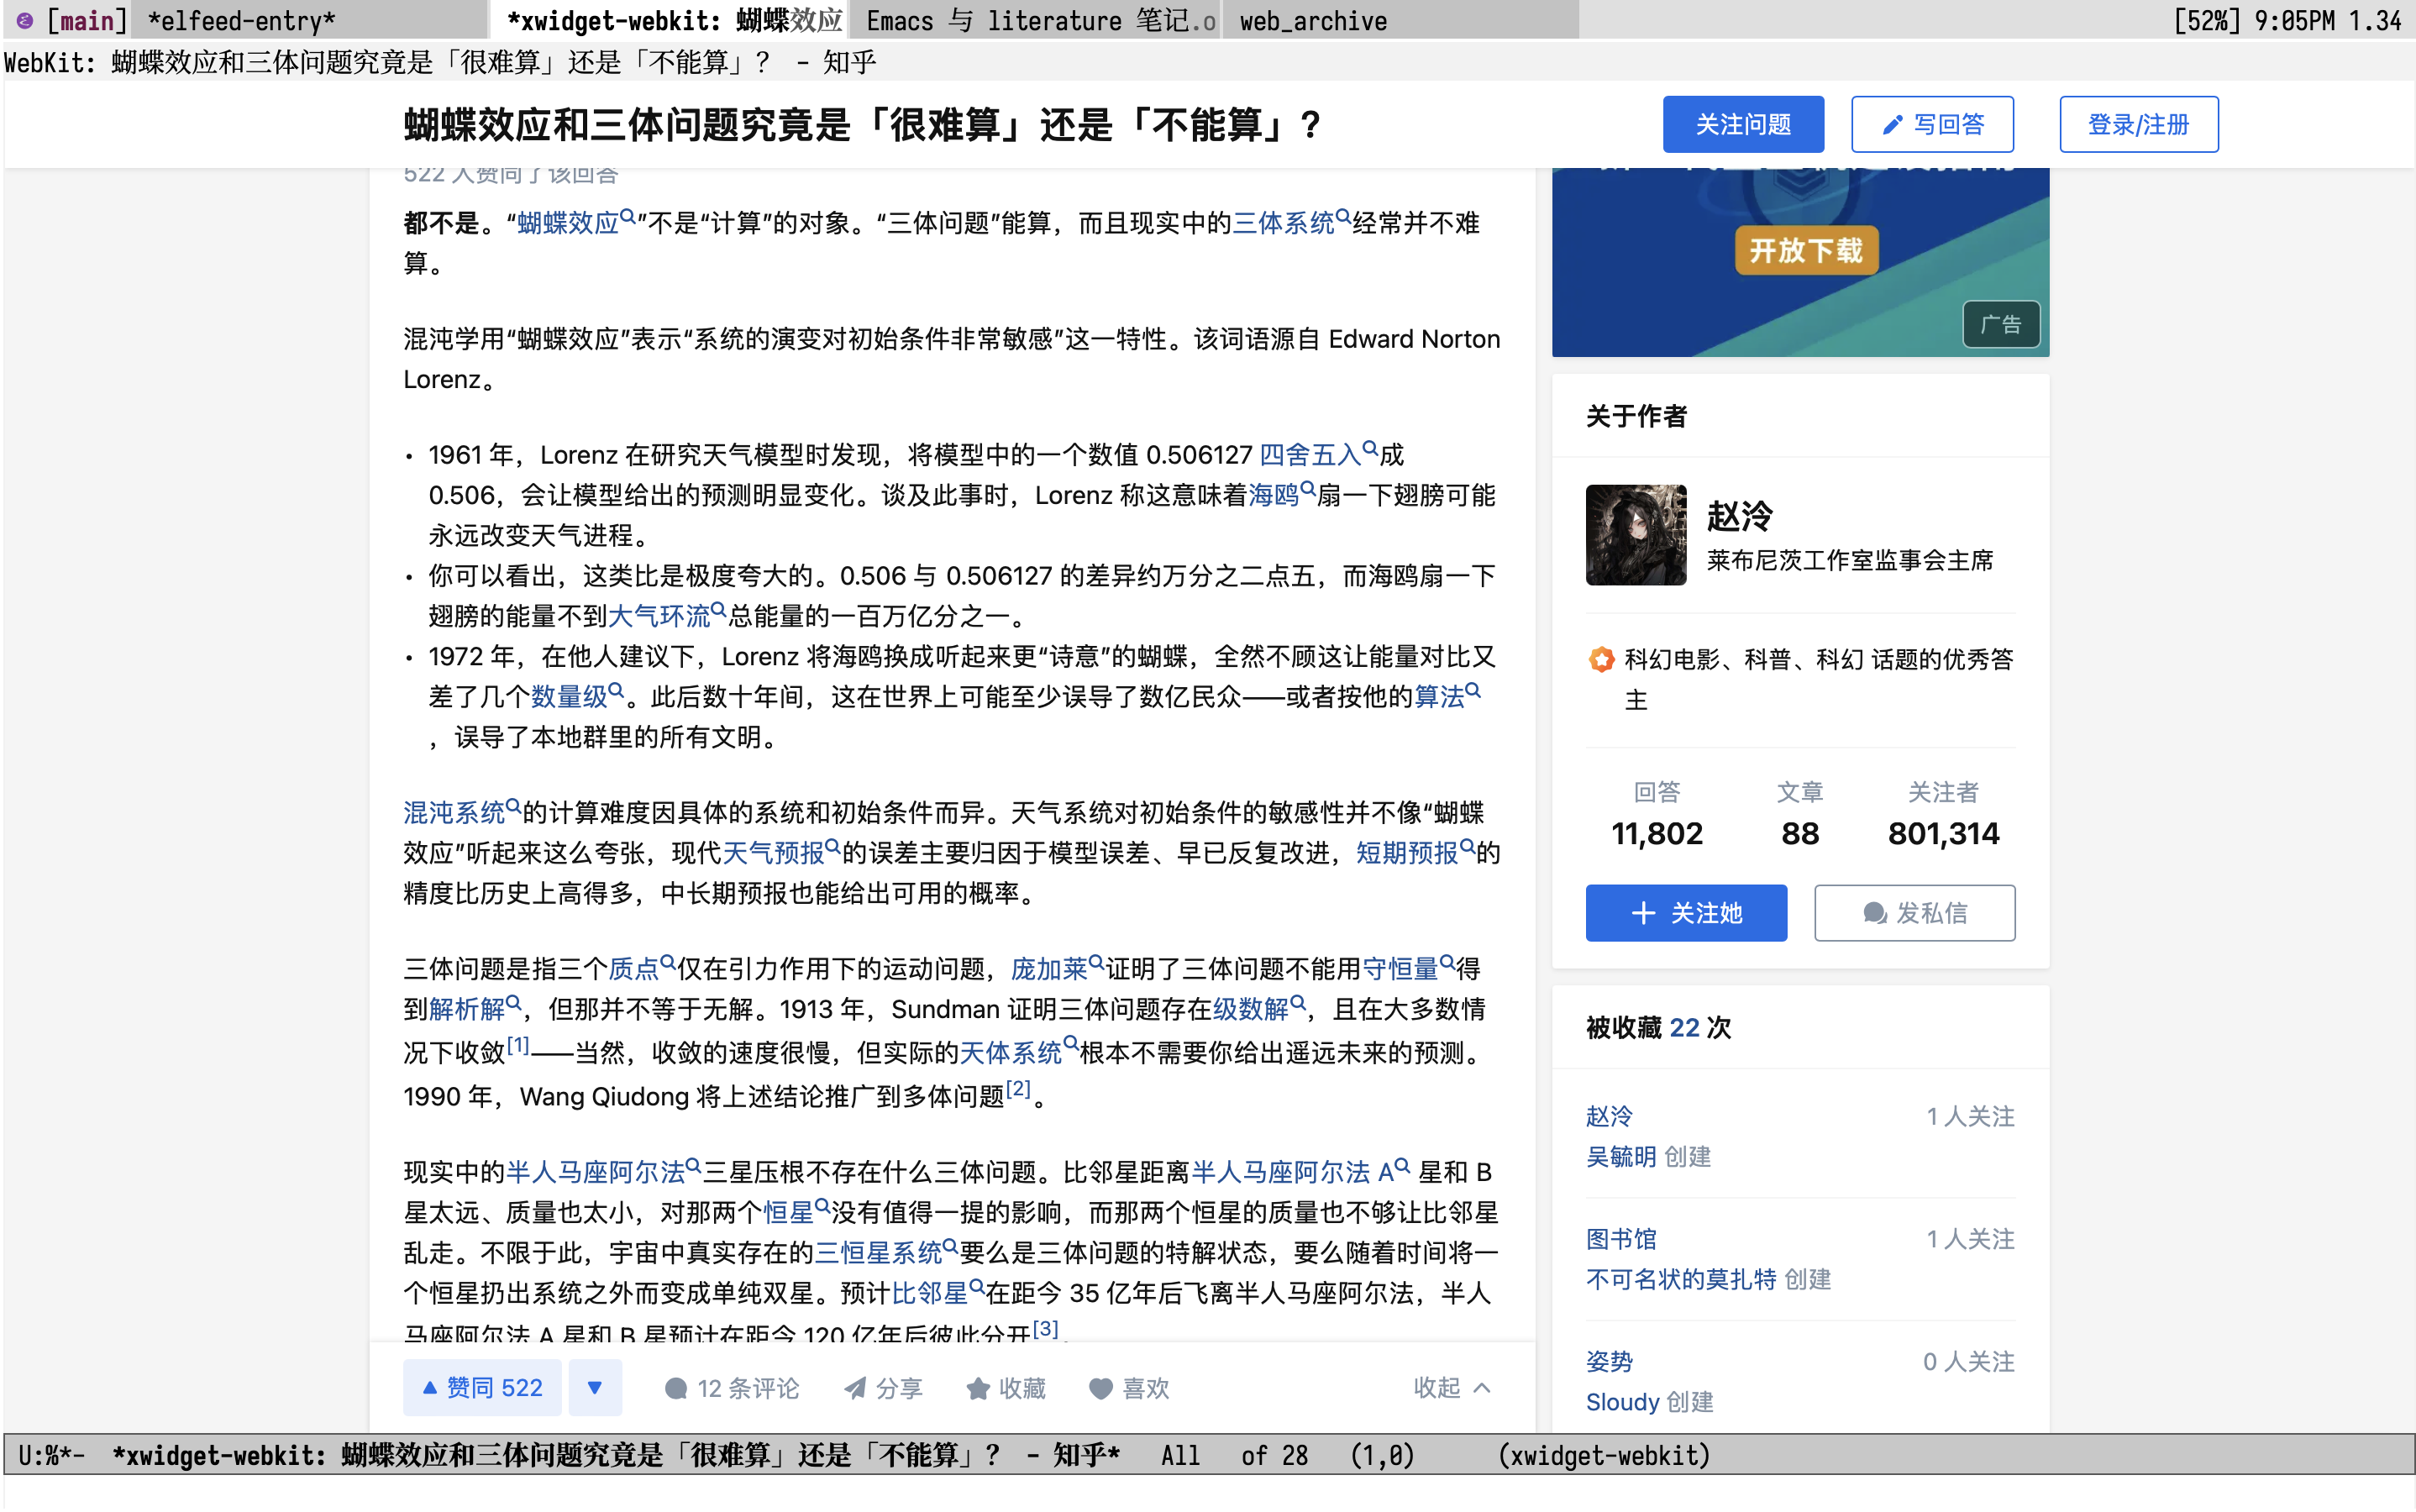 [main] *elfeed-entry* *xwidget-webkit: 蝴蝶效应 Emacs 与 literature 笔记.o web_archive [52%] 9:05PM 1.34
WebKit: 蝴蝶效应和三体问题究竟是「很难算」还是「不能算」？ - 知乎
蝴蝶效应和三体问题究竟是「很难算」还是「不能算」？
关注问题 写回答 登录/注册
522 人赞同了该回答
都不是。“蝴蝶效应”不是“计算”的对象。“三体问题”能算，而且现实中的三体系统经常并不难
算。
混沌学用“蝴蝶效应”表示“系统的演变对初始条件非常敏感”这一特性。该词语源自 Edward Norton
Lorenz。
• 1961 年，Lorenz 在研究天气模型时发现，将模型中的一个数值 0.506127 四舍五入成
0.506，会让模型给出的预测明显变化。谈及此事时，Lorenz 称这意味着海鸥扇一下翅膀可能
永远改变天气进程。
• 你可以看出，这类比是极度夸大的。0.506 与 0.506127 的差异约万分之二点五，而海鸥扇一下
翅膀的能量不到大气环流总能量的一百万亿分之一。
• 1972 年，在他人建议下，Lorenz 将海鸥换成听起来更“诗意”的蝴蝶，全然不顾这让能量对比又
差了几个数量级。此后数十年间，这在世界上可能至少误导了数亿民众——或者按他的算法
，误导了本地群里的所有文明。
混沌系统的计算难度因具体的系统和初始条件而异。天气系统对初始条件的敏感性并不像“蝴蝶
效应”听起来这么夸张，现代天气预报的误差主要归因于模型误差、早已反复改进，短期预报的
精度比历史上高得多，中长期预报也能给出可用的概率。
三体问题是指三个质点仅在引力作用下的运动问题，庞加莱证明了三体问题不能用守恒量得
到解析解，但那并不等于无解。1913 年，Sundman 证明三体问题存在级数解，且在大多数情
况下收敛[1]——当然，收敛的速度很慢，但实际的天体系统根本不需要你给出遥远未来的预测。
1990 年，Wang Qiudong 将上述结论推广到多体问题[2]。
现实中的半人马座阿尔法三星压根不存在什么三体问题。比邻星距离半人马座阿尔法 A 星和 B
星太远、质量也太小，对那两个恒星没有值得一提的影响，而那两个恒星的质量也不够让比邻星
乱走。不限于此，宇宙中真实存在的三恒星系统要么是三体问题的特解状态，要么随着时间将一
个恒星扔出系统之外而变成单纯双星。预计比邻星在距今 35 亿年后飞离半人马座阿尔法，半人
马座阿尔法 A 星和 B 星预计在距今 120 亿年后彼此分开[3]。
赞同 522 12 条评论 分享 收藏 喜欢 收起
开放下载
广告
关于作者
赵泠
莱布尼茨工作室监事会主席
科幻电影、科普、科幻 话题的优秀答
主
回答 文章 关注者
11,802 88 801,314
关注她 发私信
被收藏 22 次
赵泠 1 人关注
吴毓明 创建
图书馆 1 人关注
不可名状的莫扎特 创建
姿势 0 人关注
Sloudy 创建
U:%*- *xwidget-webkit: 蝴蝶效应和三体问题究竟是「很难算」还是「不能算」？ - 知乎* All of 28 (1,0) (xwidget-webkit)